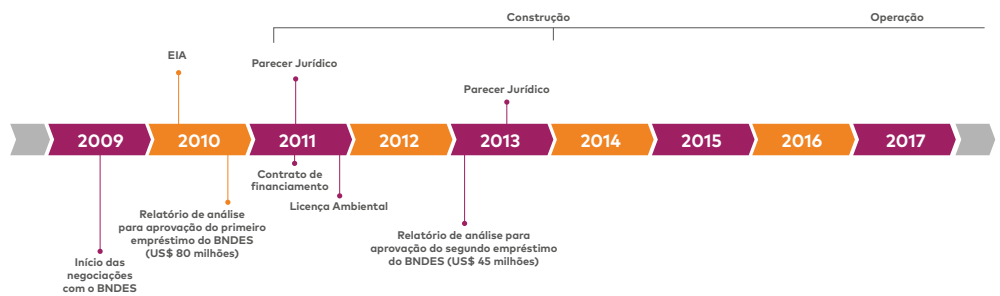 Construção
Operação
EIA
Parecer Jurídico
Parecer Jurídico
2009
2010
2011
2012
2013
2014
2015
2016
2017
Contrato de
financiamento
Licença Ambiental
Relatório de análise
para aprovação do primeiro
empréstimo do BNDES
(US$ 80 milhões)
Relatório de análise para
aprovação do segundo empréstimo
do BNDES (US$ 45 milhões)
Início das
negociações
com o BNDES